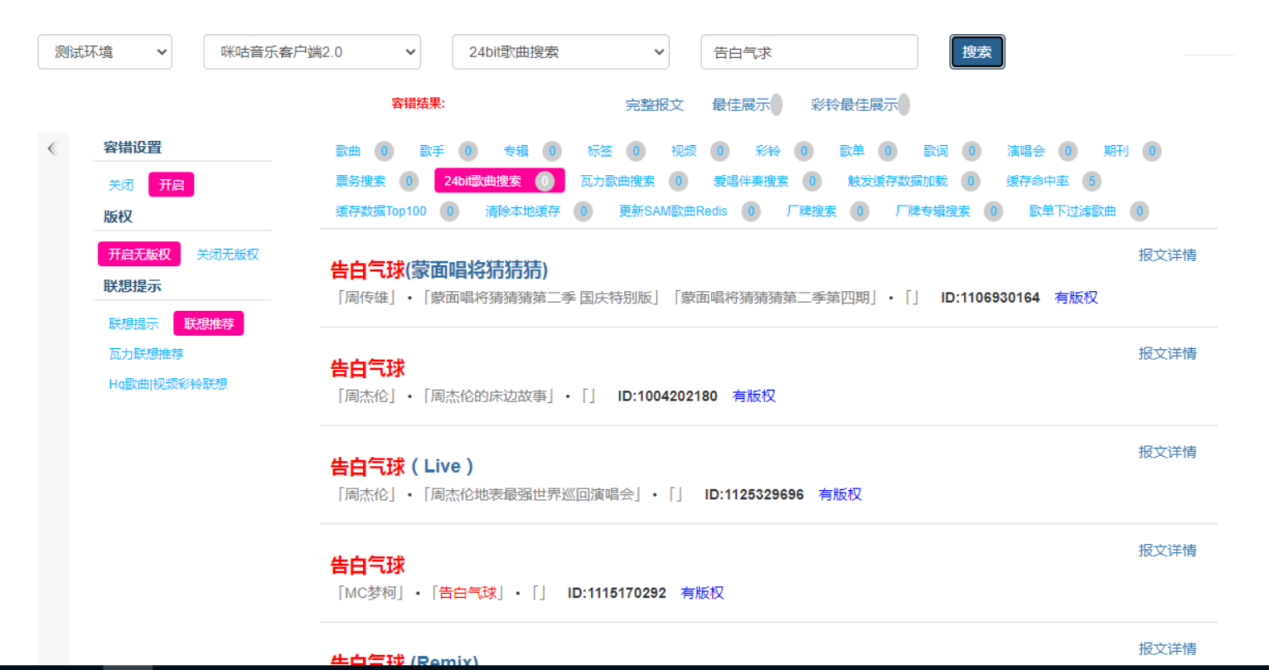 测试环境 咪咕音乐客户端2.0 24bit歌曲搜索 告白气求 搜索
容错结果: 完整报文 最佳展示 彩铃最佳展示
容错设置
关闭 开启
版权
开启无版权 关闭无版权
联想提示
联想提示 联想推荐
瓦力联想推荐
Hq歌曲|视频彩铃联想
歌曲 0 歌手 0 专辑 0 标签 0 视频 0 彩铃 0 歌单 0 歌词 0 演唱会 0 期刊 0
票务搜索 0 24bit歌曲搜索 0 瓦力歌曲搜索 0 爱唱伴奏搜索 0 触发缓存数据加载 0 缓存命中率 5
缓存数据Top100 0 清除本地缓存 0 更新SAM歌曲Redis 0 厂牌搜索 0 厂牌专辑搜索 0 歌单下过滤歌曲 0
报文详情
告白气球(蒙面唱将猜猜猜)
「周传雄」 • 「蒙面唱将猜猜猜第二季 国庆特别版」「蒙面唱将猜猜猜第二季第四期」 • 「」 ID:1106930164 有版权
报文详情
告白气球
「周杰伦」 • 「周杰伦的床边故事」 • 「」 ID:1004202180 有版权
报文详情
告白气球 ( Live )
「周杰伦」 • 「周杰伦地表最强世界巡回演唱会」 • 「」 ID:1125329696 有版权
报文详情
告白气球
「MC梦柯」 • 「告白气球」 • 「」 ID:1115170292 有版权
报文详情
告白气球 (Remix)